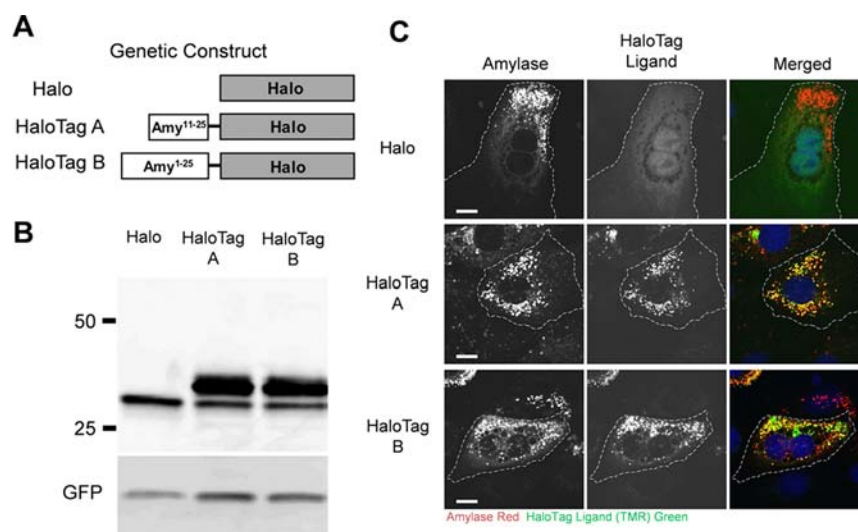 A
Genetic Construct
Halo
Halo
HaloTag A
Amy11-25
Halo
HaloTag B
Amy1-25
Halo
B
Halo
HaloTag
A
HaloTag
B
50
25
GFP
C
Amylase
HaloTag
Ligand
Merged
Halo
HaloTag
A
HaloTag
B
Amylase Red HaloTag Ligand (TMR) Green